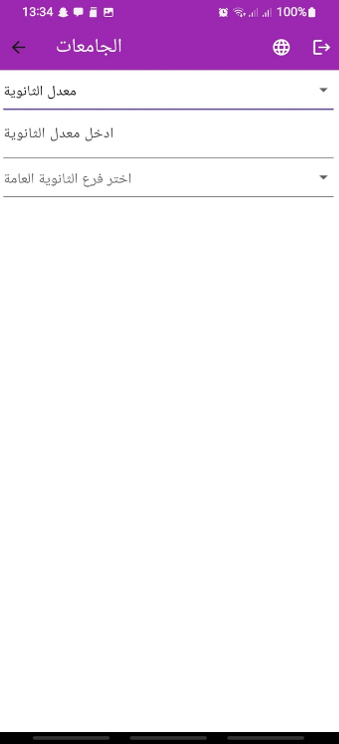 13:34
100%
الجامعات
معدل الثانوية
ادخل معدل الثانوية
اختر فرع الثانوية العامة